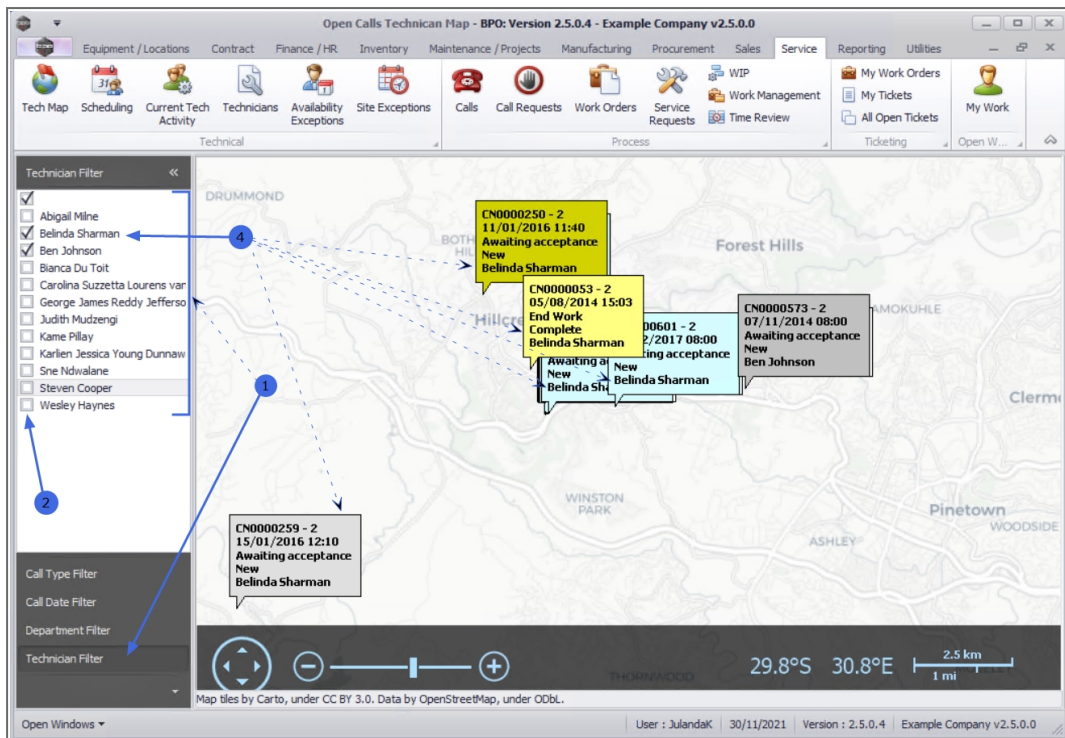 Open Calls Technican Map - BPO: Version 2.5.0.4 - Example Company v2.5.0.0
Equipment / Locations Contract Finance / HR Inventory Maintenance / Projects Manufacturing Procurement Sales Service Reporting Utilities
Tech Map
31
Scheduling
Current Tech
Activity
Technicians
Availability
Exceptions
Site Exceptions
Technical
Calls
Call Requests
Work Orders
Service
Requests
WIP
Work Management
Time Review
Process
My Work Orders
My Tickets
All Open Tickets
Ticketing
My Work
Open W...
Technician Filter
Abigail Milne
Belinda Sharman
Ben Johnson
Bianca Du Toit
Carolina Suzzetta Lourens var
George James Reddy Jefferso
Judith Mudzengi
Kame Pillay
Karlien Jessica Young Dunnaw
Sne Ndwalane
Steven Cooper
Wesley Haynes
4
1
2
Call Type Filter
Call Date Filter
Department Filter
Technician Filter
DRUMMOND
BOTH
HIL
Forest Hills
Hillcre
AMOKUHLE
Clerm
WINSTON
PARK
Pinetown
WOODSIDE
ASHLEY
THORNWOOD
CN0000250 - 2
11/01/2016 11:40
Awaiting acceptance
New
Belinda Sharman
CN0000053 - 2
05/08/2014 15:03
End Work
Complete
Belinda Sharman
Awaiting a
New
Belinda Sha
00601 - 2
2/2017 08:00
ting acceptance
New
Belinda Sharman
CN0000573 - 2
07/11/2014 08:00
Awaiting acceptance
New
Ben Johnson
CN0000259 - 2
15/01/2016 12:10
Awaiting acceptance
New
Belinda Sharman
29.8°S 30.8°E
2.5 km
1 mi
Map tiles by Carto, under CC BY 3.0. Data by OpenStreetMap, under ODbL.
Open Windows
User : JulandaK 30/11/2021 Version : 2.5.0.4 Example Company v2.5.0.0